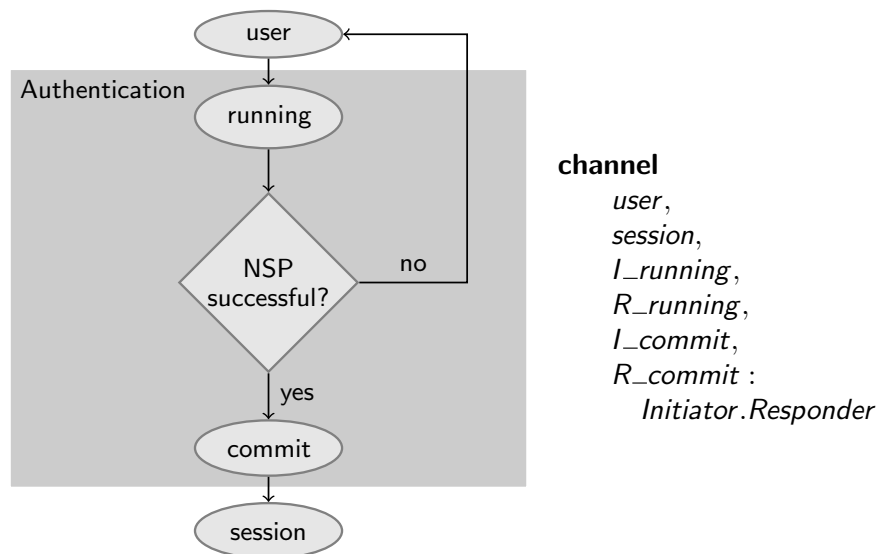 user
Authentication
running
NSP
successful?
no
yes
commit
session
channel
user,
session,
I_running,
R_running,
I_commit,
R_commit :
Initiator.Responder